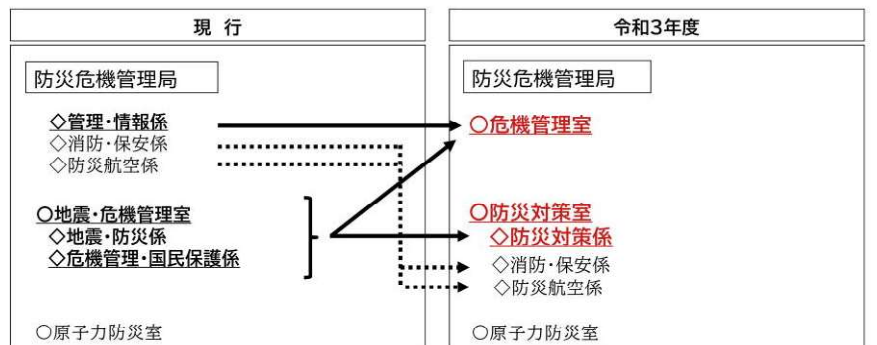 現 行
防災危機管理局
◇管理・情報係
◇消防・保安係
◇防災航空係
○地震・危機管理室
◇地震・防災係
◇危機管理・国民保護係
○原子力防災室
令和3年度
防災危機管理局
○危機管理室
○防災対策室
◇防災対策係
◇消防・保安係
◇防災航空係
○原子力防災室